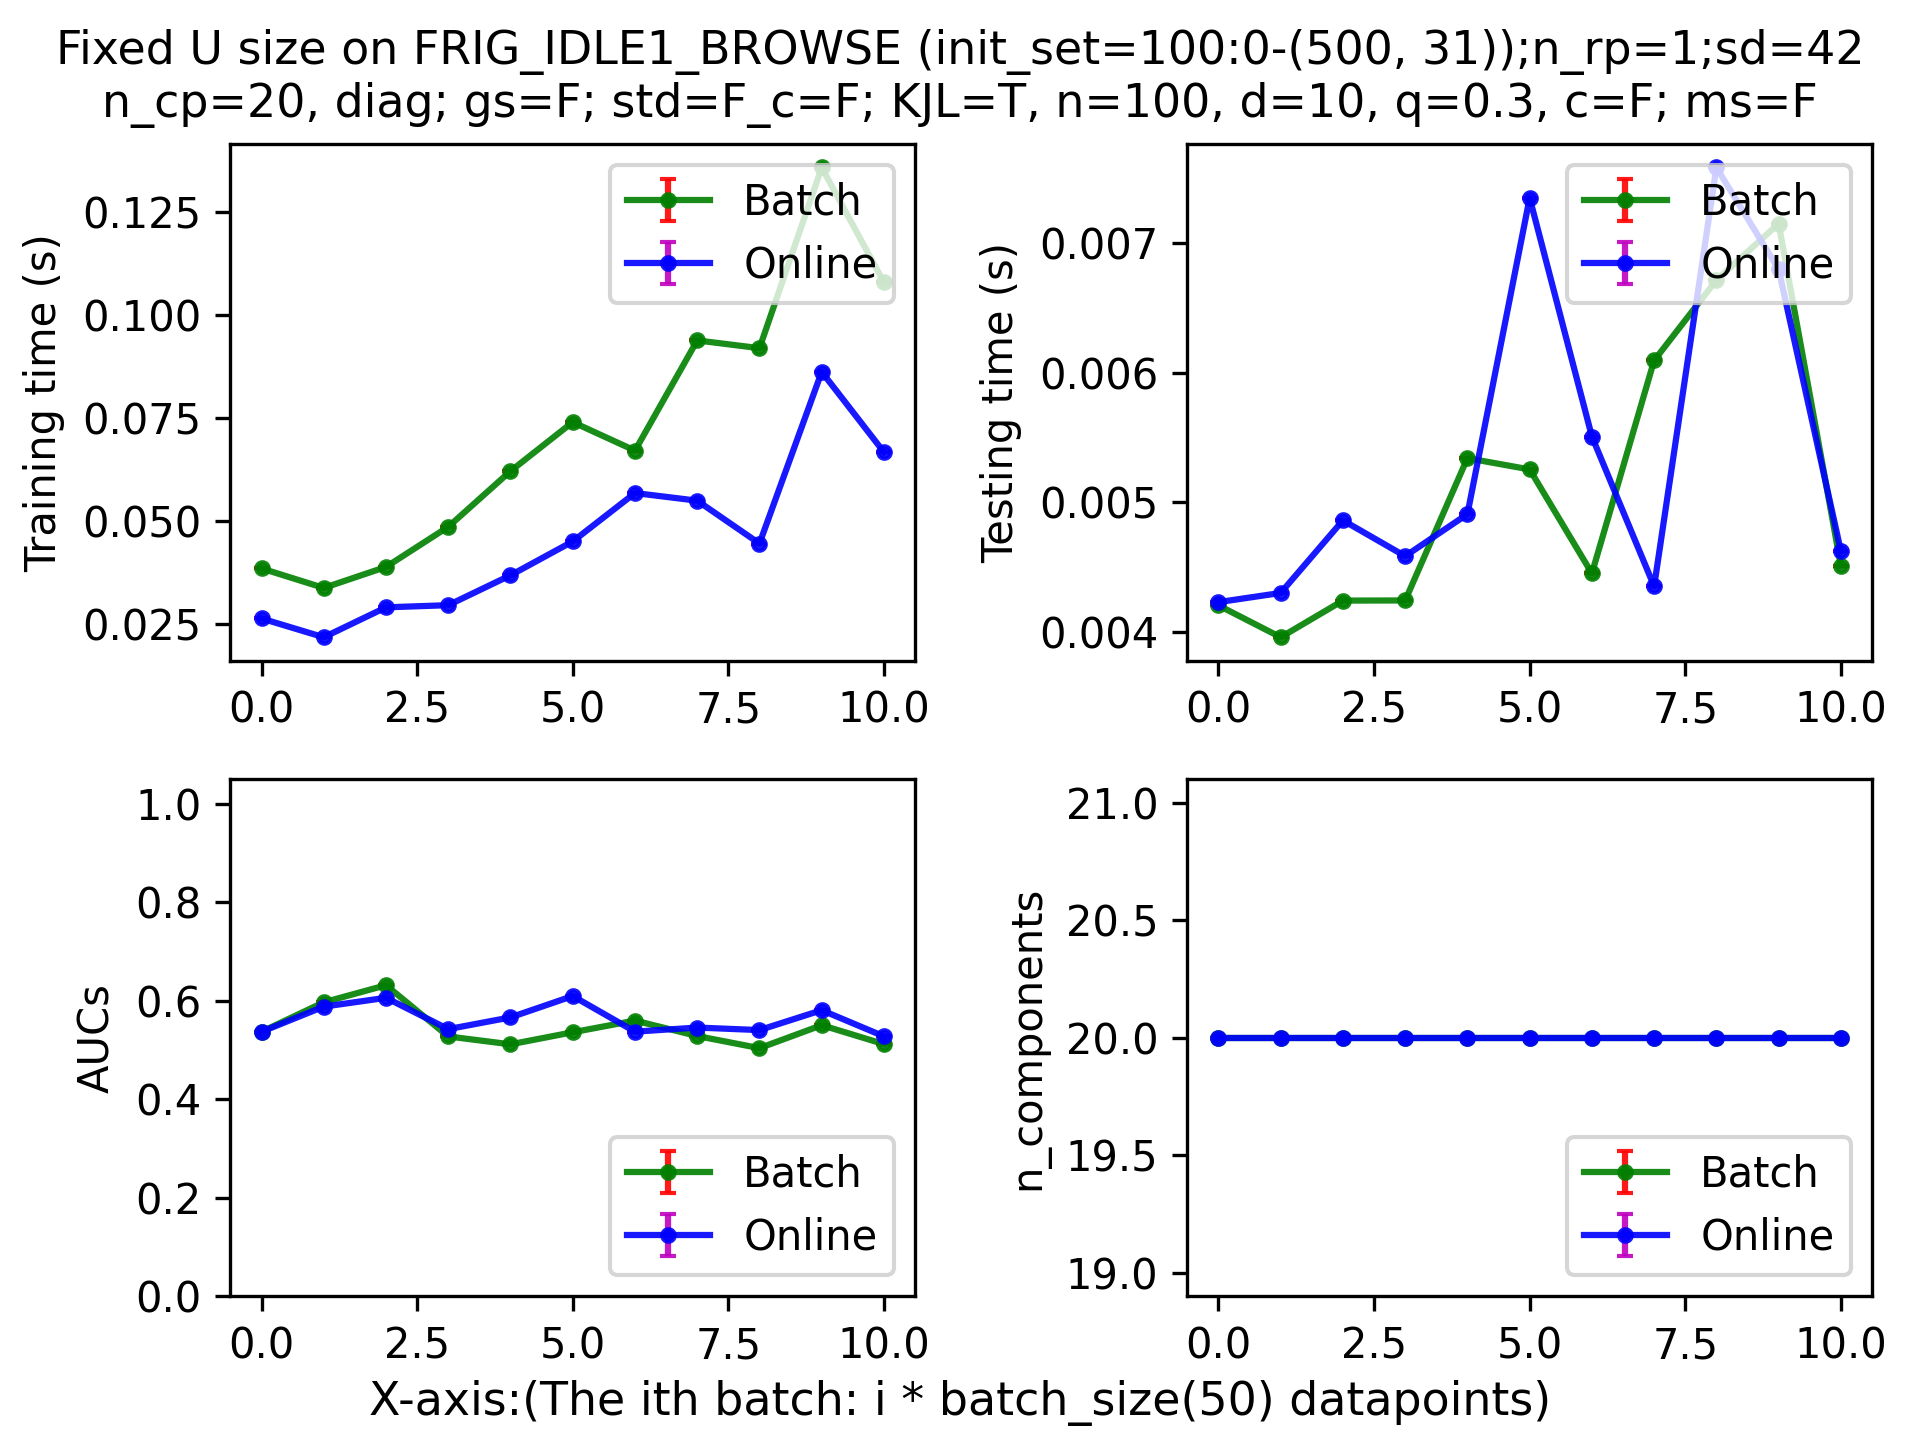 Fixed U size on FRIG_IDLE1_BROWSE (init_set=100:0-(500, 31));n_rp=1;sd=42
n_cp=20, diag; gs=F; std=F_c=F; KJL=T, n=100, d=10, q=0.3, c=F; ms=F
Training time (s)
0.125
0.100
0.075
0.050
0.025
0.0 2.5 5.0 7.5 10.0
Batch
Online
Testing time (s)
0.007
0.006
0.005
0.004
0.0 2.5 5.0 7.5 10.0
Batch
Online
AUCs
1.0
0.8
0.6
0.4
0.2
0.0
0.0 2.5 5.0 7.5 10.0
Batch
Online
n_components
21.0
20.5
20.0
19.5
19.0
0.0 2.5 5.0 7.5 10.0
Batch
Online
X-axis:(The ith batch: i * batch_size(50) datapoints)